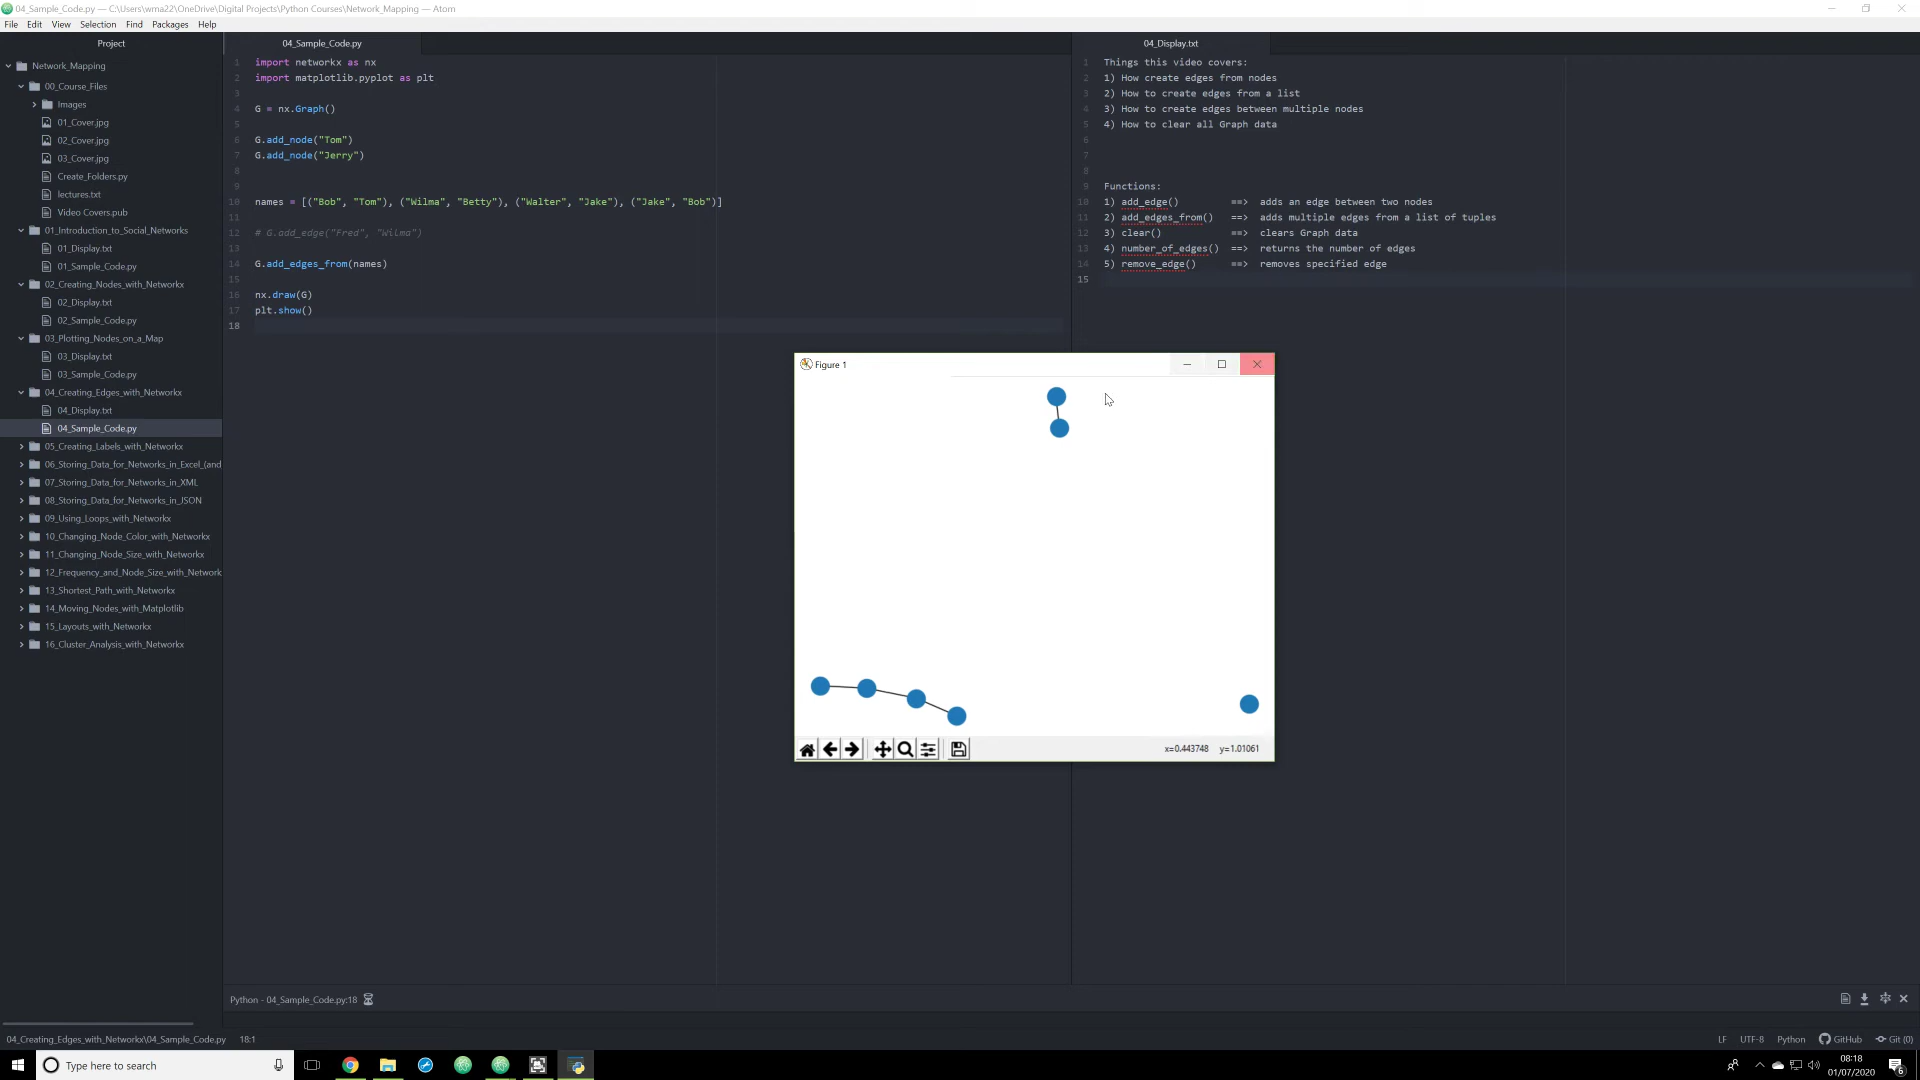 04_Sample_Code.py — C:\Users\wrna22\OneDrive\Digital Projects\Python Courses\Network_Mapping — Atom
File Edit View Selection Find Packages Help
Project
Network_Mapping
00_Course_Files
Images
01_Cover.jpg
02_Cover.jpg
03_Cover.jpg
Create_Folders.py
lectures.txt
Video Covers.pub
01_Introduction_to_Social_Networks
01_Display.txt
01_Sample_Code.py
02_Creating_Nodes_with_Networkx
02_Display.txt
02_Sample_Code.py
03_Plotting_Nodes_on_a_Map
03_Display.txt
03_Sample_Code.py
04_Creating_Edges_with_Networkx
04_Display.txt
04_Sample_Code.py
05_Creating_Labels_with_Networkx
06_Storing_Data_for_Networks_in_Excel_(and
07_Storing_Data_for_Networks_in_XML
08_Storing_Data_for_Networks_in_JSON
09_Using_Loops_with_Networkx
10_Changing_Node_Color_with_Networkx
11_Changing_Node_Size_with_Networkx
12_Frequency_and_Node_Size_with_Network
13_Shortest_Path_with_Networkx
14_Moving_Nodes_with_Matplotlib
15_Layouts_with_Networkx
16_Cluster_Analysis_with_Networkx
04_Sample_Code.py
1 import networkx as nx
2 import matplotlib.pyplot as plt
3
4 G = nx.Graph()
5
6 G.add_node("Tom")
7 G.add_node("Jerry")
8
9
10 names = [("Bob", "Tom"), ("Wilma", "Betty"), ("Walter", "Jake"), ("Jake", "Bob")]
11
12 # G.add_edge("Fred", "Wilma")
13
14 G.add_edges_from(names)
15
16 nx.draw(G)
17 plt.show()
18
04_Display.txt
1 Things this video covers:
2 1) How create edges from nodes
3 2) How to create edges from a list
4 3) How to create edges between multiple nodes
5 4) How to clear all Graph data
6
7
8
9 Functions:
10 1) add_edge() ==> adds an edge between two nodes
11 2) add_edges_from() ==> adds multiple edges from a list of tuples
12 3) clear() ==> clears Graph data
13 4) number_of_edges() ==> returns the number of edges
14 5) remove_edge() ==> removes specified edge
15
Figure 1
x=0.443748 y=1.01061
Python - 04_Sample_Code.py:18
04_Creating_Edges_with_Networkx\04_Sample_Code.py 18:1
LF UTF-8 Python GitHub Git (0)
Type here to search
08:18
01/07/2020
6